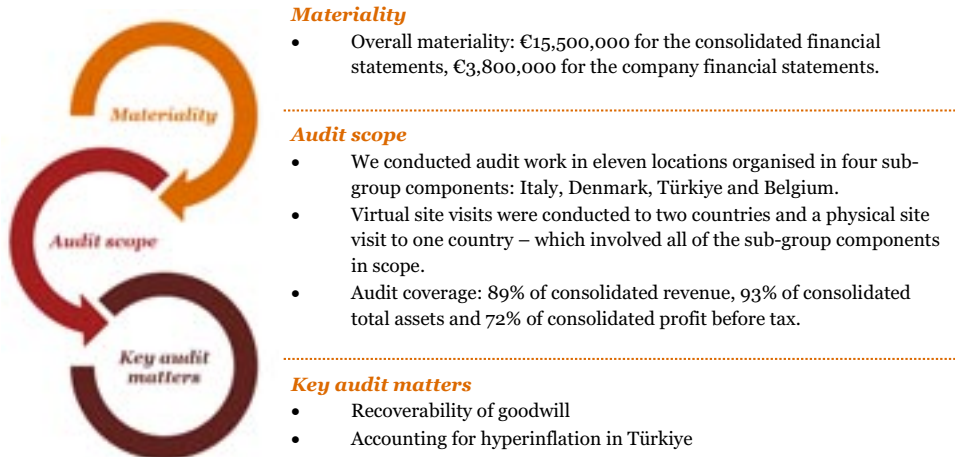 Materiality
• Overall materiality: €15,500,000 for the consolidated financial
statements, €3,800,000 for the company financial statements.
Materiality
Audit scope
• We conducted audit work in eleven locations organised in four sub-
group components: Italy, Denmark, Türkiye and Belgium.
• Virtual site visits were conducted to two countries and a physical site
visit to one country – which involved all of the sub-group components
in scope.
• Audit coverage: 89% of consolidated revenue, 93% of consolidated
total assets and 72% of consolidated profit before tax.
Audit scope
Key audit matters
• Recoverability of goodwill
• Accounting for hyperinflation in Türkiye
Key audit
matters